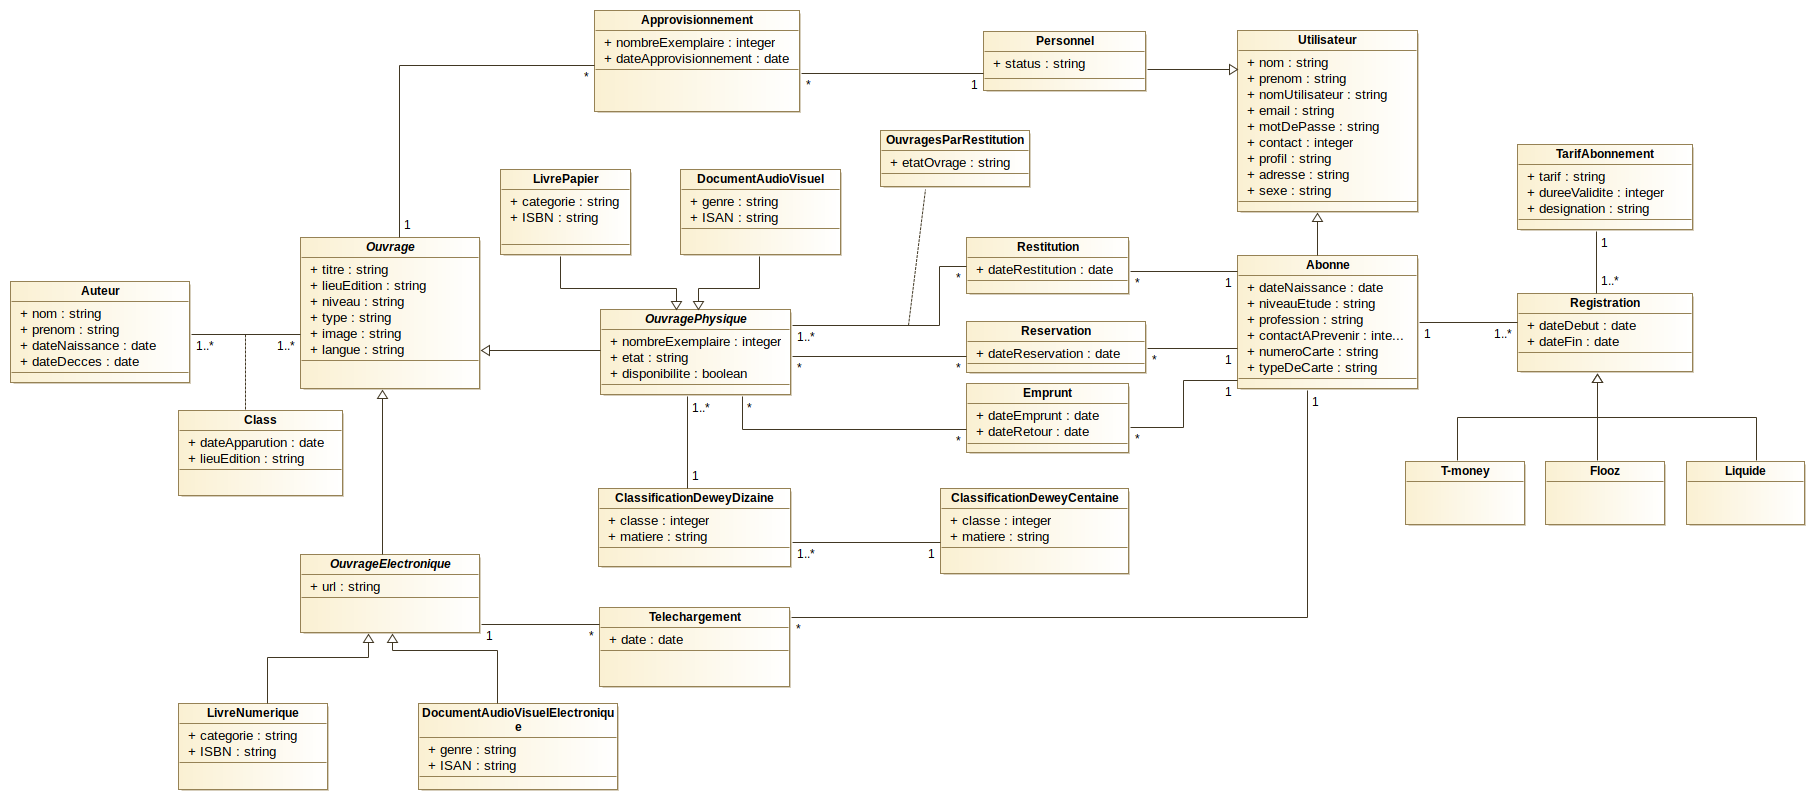 Approvisionnement
+ nombreExemplaire : integer
+ dateApprovisionnement : date
*
*
1
Personnel
+ status : string
1
Utilisateur
+ nom : string
+ prenom : string
+ nomUtilisateur : string
+ email : string
+ motDePasse : string
+ contact : integer
+ profil : string
+ adresse : string
+ sexe : string
OuvragesParRestitution
+ etatOvrage : string
TarifAbonnement
+ tarif : string
+ dureeValidite : integer
+ designation : string
1
1..*
LivrePapier
+ categorie : string
+ ISBN : string
DocumentAudioVisuel
+ genre : string
+ ISAN : string
Ouvrage
+ titre : string
+ lieuEdition : string
+ niveau : string
+ type : string
+ image : string
+ langue : string
Auteur
+ nom : string
+ prenom : string
+ dateNaissance : date
+ dateDecces : date
1..*
1..*
Class
+ dateApparution : date
+ lieuEdition : string
OuvragePhysique
+ nombreExemplaire : integer
+ etat : string
+ disponibilite : boolean
1..*
*
1..*
*
Restitution
+ dateRestitution : date
*
*
1
Reservation
+ dateReservation : date
*
*
1
Emprunt
+ dateEmprunt : date
+ dateRetour : date
*
*
1
Abonne
+ dateNaissance : date
+ niveauEtude : string
+ profession : string
+ contactAPrevenir : inte...
+ numeroCarte : string
+ typeDeCarte : string
1
1
1..*
Registration
+ dateDebut : date
+ dateFin : date
T-money
Flooz
Liquide
1
ClassificationDeweyDizaine
+ classe : integer
+ matiere : string
1..*
1
ClassificationDeweyCentaine
+ classe : integer
+ matiere : string
OuvrageElectronique
+ url : string
1
*
Telechargement
+ date : date
*
LivreNumerique
+ categorie : string
+ ISBN : string
DocumentAudioVisuelElectroniqu
e
+ genre : string
+ ISAN : string